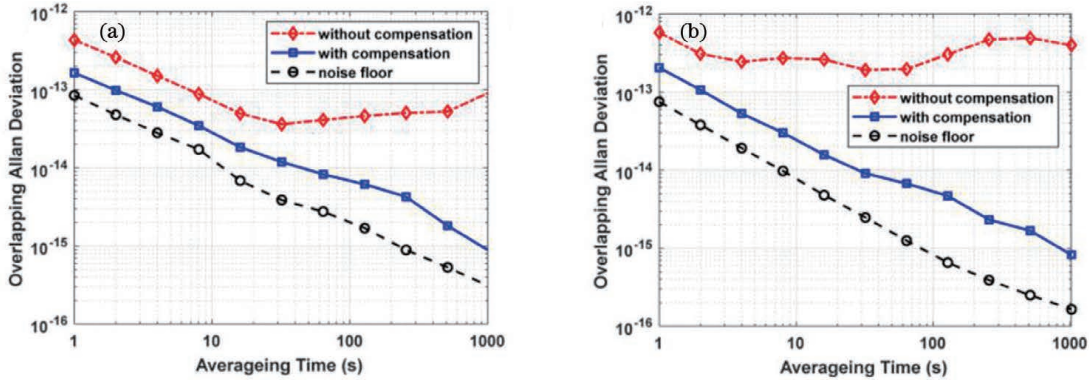 (a)
without compensation
with compensation
noise floor
Overlapping Allan Deviation
10-12
10-13
10-14
10-15
10-16
1
10
100
1000
Averageing Time (s)
(b)
without compensation
with compensation
noise floor
Overlapping Allan Deviation
10-12
10-13
10-14
10-15
10-16
1
10
100
1000
Averageing Time (s)